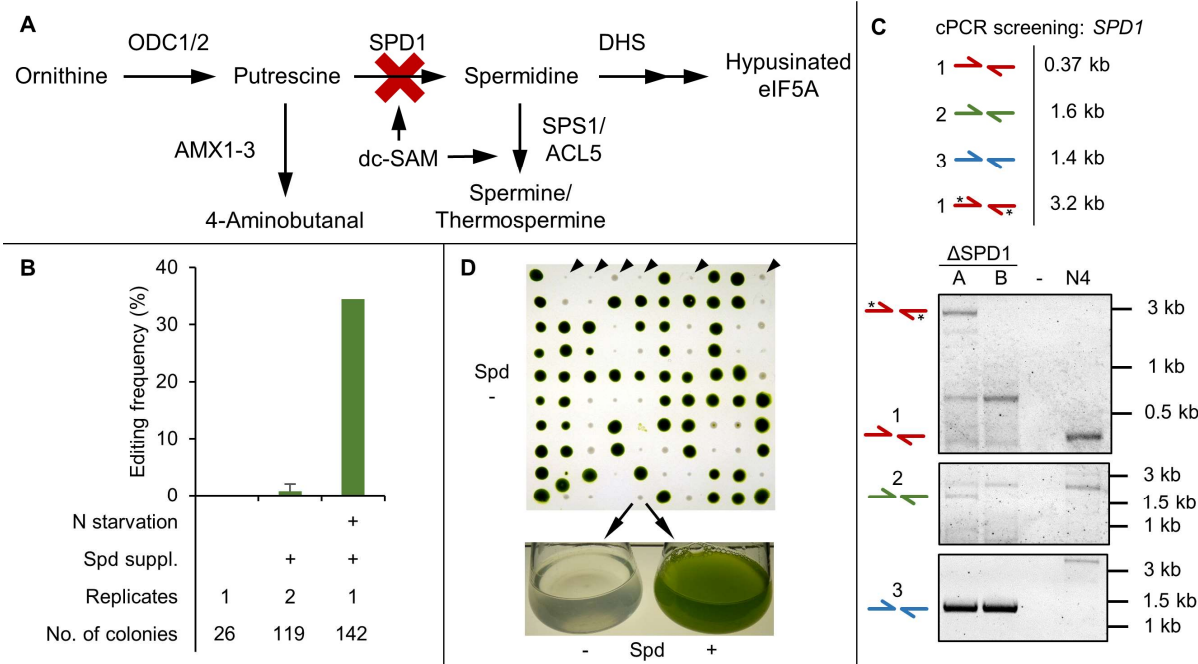 A
ODC1/2
SPD1
DHS
Ornithine
Putrescine
Spermidine
Hypusinated
eIF5A
AMX1-3
dc-SAM
SPS1/
ACL5
4-Aminobutanal
Spermine/
Thermospermine
B
Editing frequency (%)
40
30
20
10
0
N starvation +
Spd suppl. + +
Replicates 1 2 1
No. of colonies 26 119 142
D
Spd
-
- Spd +
C
cPCR screening: SPD1
1 0.37 kb
2 1.6 kb
3 1.4 kb
1 * * 3.2 kb
ΔSPD1
A B - N4
* *
3 kb
1 kb
0.5 kb
1
2
3 kb
1.5 kb
1 kb
3
3 kb
1.5 kb
1 kb